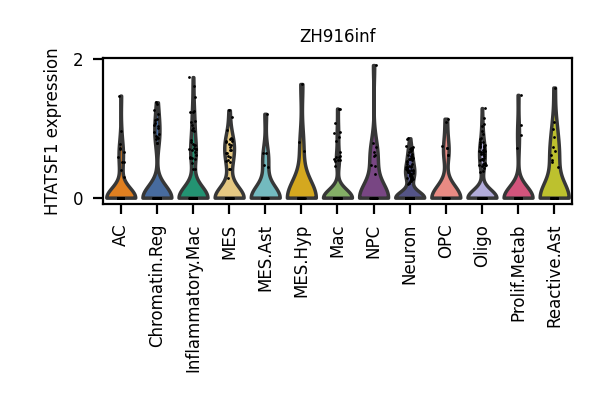 ZH916inf
HTATSF1 expression
2
0
AC
Chromatin.Reg
Inflammatory.Mac
MES
MES.Ast
MES.Hyp
Mac
NPC
Neuron
OPC
Oligo
Prolif.Metab
Reactive.Ast